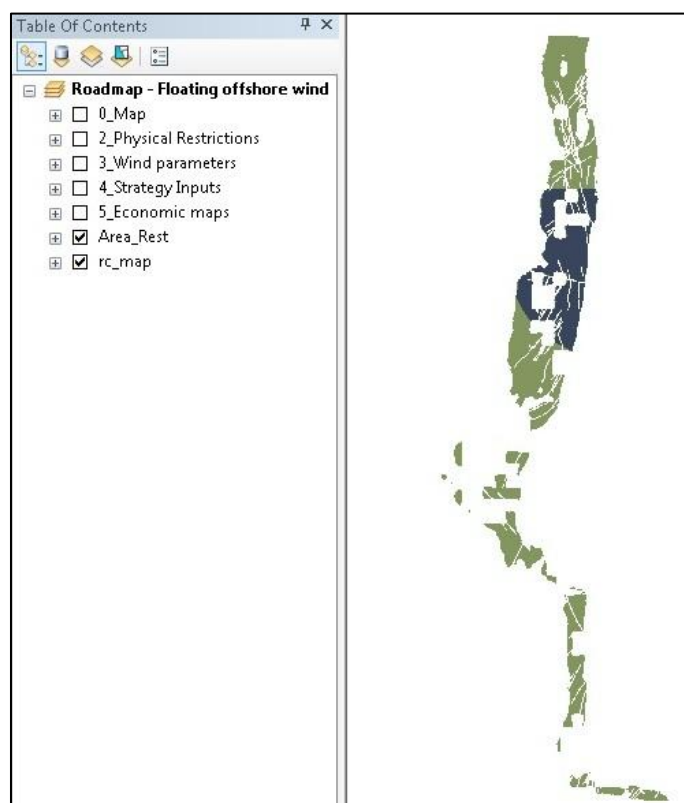 Table Of Contents
Roadmap - Floating offshore wind
0_Map
2_Physical Restrictions
3_Wind parameters
4_Strategy Inputs
5_Economic maps
Area_Rest
rc_map